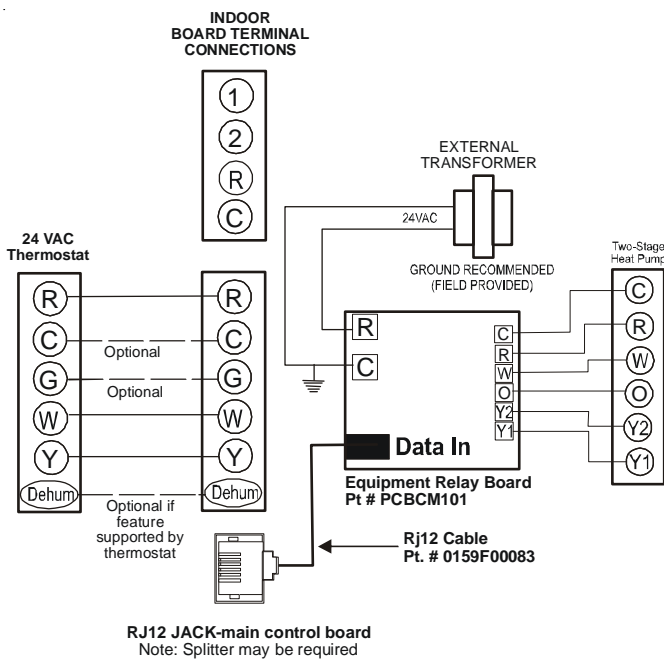 INDOOR
BOARD TERMINAL
CONNECTIONS
1
2
R
C
EXTERNAL
TRANSFORMER
24VAC
GROUND RECOMMENDED
(FIELD PROVIDED)
24 VAC
Thermostat
R
C
G
W
Y
Dehum
Optional
Optional
Optional if
feature
supported by
thermostat
R
C
G
W
Y
Dehum
R
C
Data In
C
R
W
O
Y2
Y1
Equipment Relay Board
Pt # PCBCM101
Two-Stage
Heat Pump
C
R
W
O
Y2
Y1
Rj12 Cable
Pt. # 0159F00083
RJ12 JACK-main control board
Note: Splitter may be required